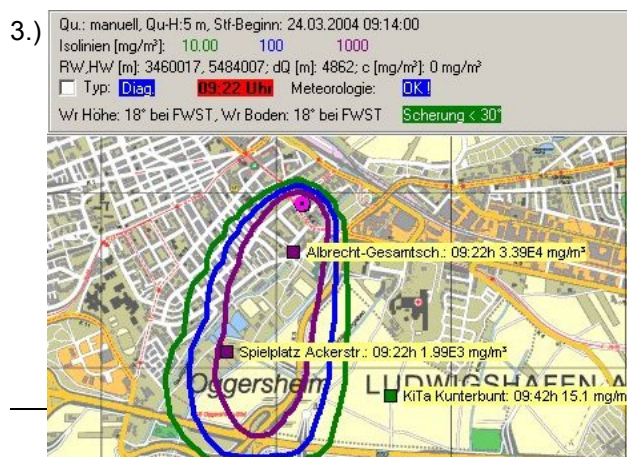 3.)
Qu.: manuell, Qu-H:5 m, Stf-Beginn: 24.03.2004 09:14:00
Isolinien [mg/m³]: 10.00 100 1000
RW,HW [m]: 3460017, 5484007; dQ [m]: 4862; c [mg/m³]: 0 mg/m³
Typ: Diag. 09:22 Uhr Meteorologie: OK !
Wr Höhe: 18° bei FWST, Wr Boden: 18° bei FWST Scherung < 30°
Albrecht-Gesamtsch.: 09:22h 3.39E4 mg/m³
Spielplatz Ackerstr.: 09:22h 1.99E3 mg/m³
Oggersheim LUDWIGSHAFEN A
KiTa Kunterbunt: 09:42h 15.1 mg/m